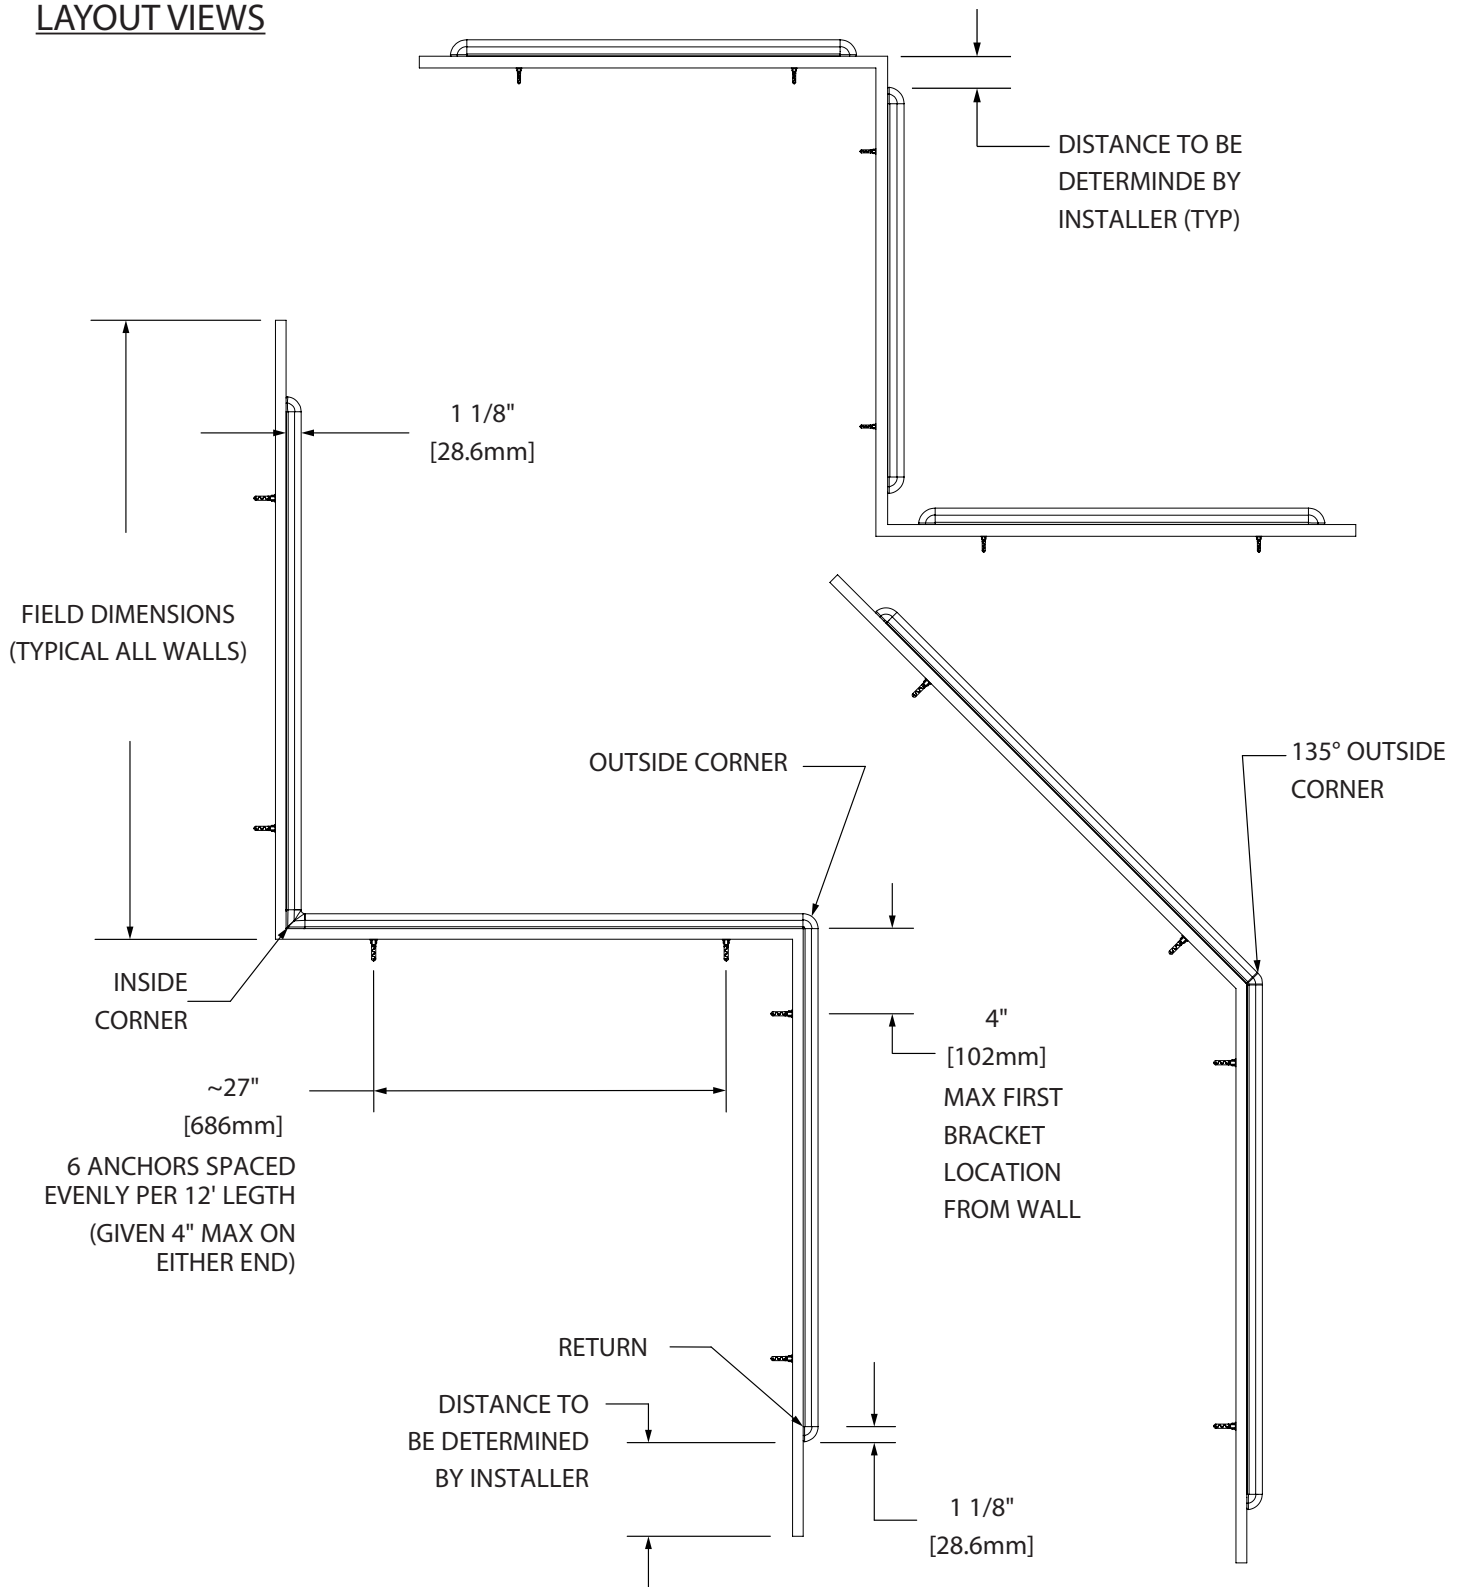 LAYOUT VIEWS
DISTANCE TO BE
DETERMINDE BY
INSTALLER (TYP)
1 1/8"
[28.6mm]
FIELD DIMENSIONS
(TYPICAL ALL WALLS)
OUTSIDE CORNER
135° OUTSIDE
CORNER
INSIDE
CORNER
4"
[102mm]
MAX FIRST
BRACKET
LOCATION
FROM WALL
~27"
[686mm]
6 ANCHORS SPACED
EVENLY PER 12' LEGTH
(GIVEN 4" MAX ON
EITHER END)
RETURN
DISTANCE TO
BE DETERMINED
BY INSTALLER
1 1/8"
[28.6mm]